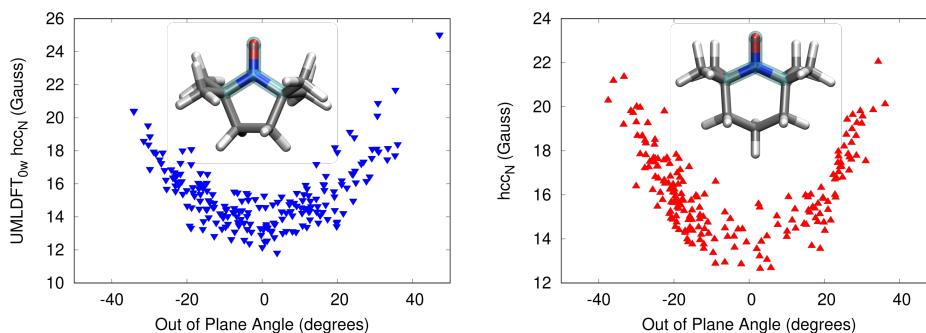 26
24
22
20
18
16
14
12
10
UMLDFT0w hccN (Gauss)
-40 -20 0 20 40
Out of Plane Angle (degrees)
24
22
20
18
16
14
12
hccN (Gauss)
-40 -20 0 20 40
Out of Plane Angle (degrees)